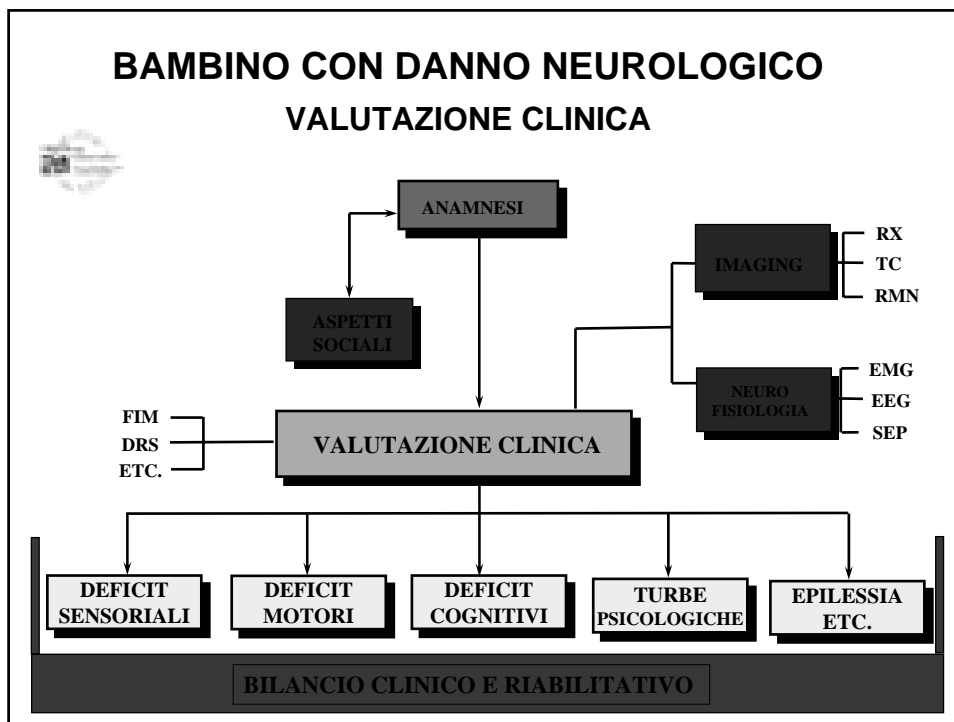 BAMBINO CON DANNO NEUROLOGICO
VALUTAZIONE CLINICA
ANAMNESI
ASPETTI
SOCIALI
IMAGING
RX
TC
RMN
NEURO
FISIOLOGIA
EMG
EEG
SEP
FIM
DRS
ETC.
VALUTAZIONE CLINICA
DEFICIT
SENSORIALI
DEFICIT
MOTORI
DEFICIT
COGNITIVI
TURBE
PSICOLOGICHE
EPILESSIA
ETC.
BILANCIO CLINICO E RIABILITATIVO